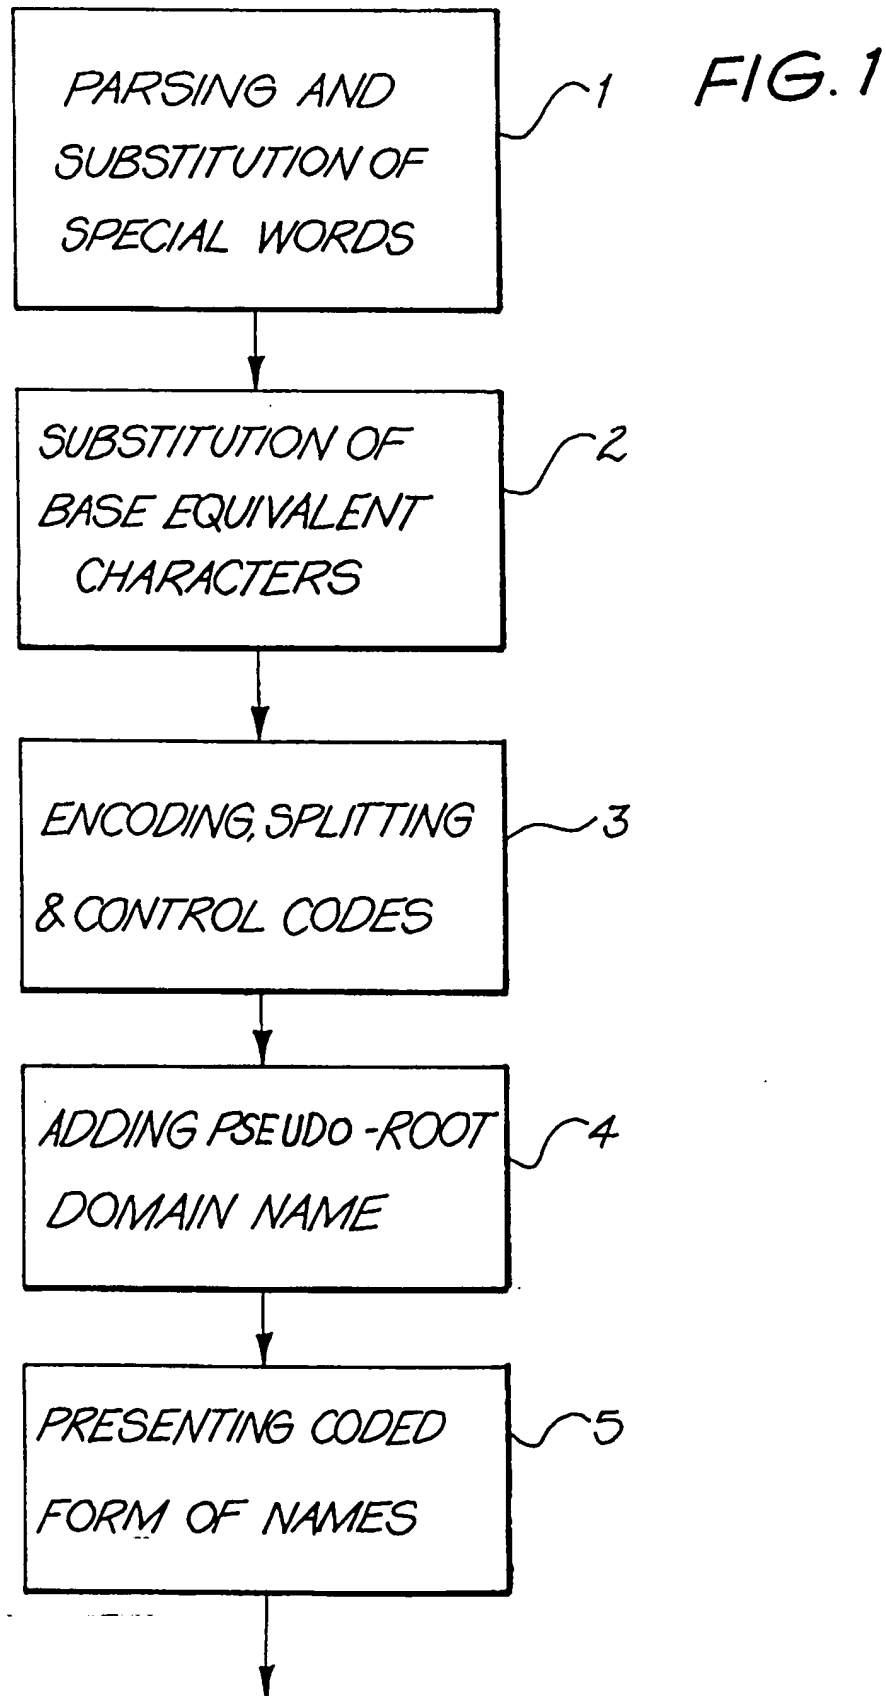 FIG. 1
PARSING AND
SUBSTITUTION OF
SPECIAL WORDS
1
SUBSTITUTION OF
BASE EQUIVALENT
CHARACTERS
2
ENCODING, SPLITTING
& CONTROL CODES
3
ADDING PSEUDO-ROOT
DOMAIN NAME
4
PRESENTING CODED
FORM OF NAMES
5